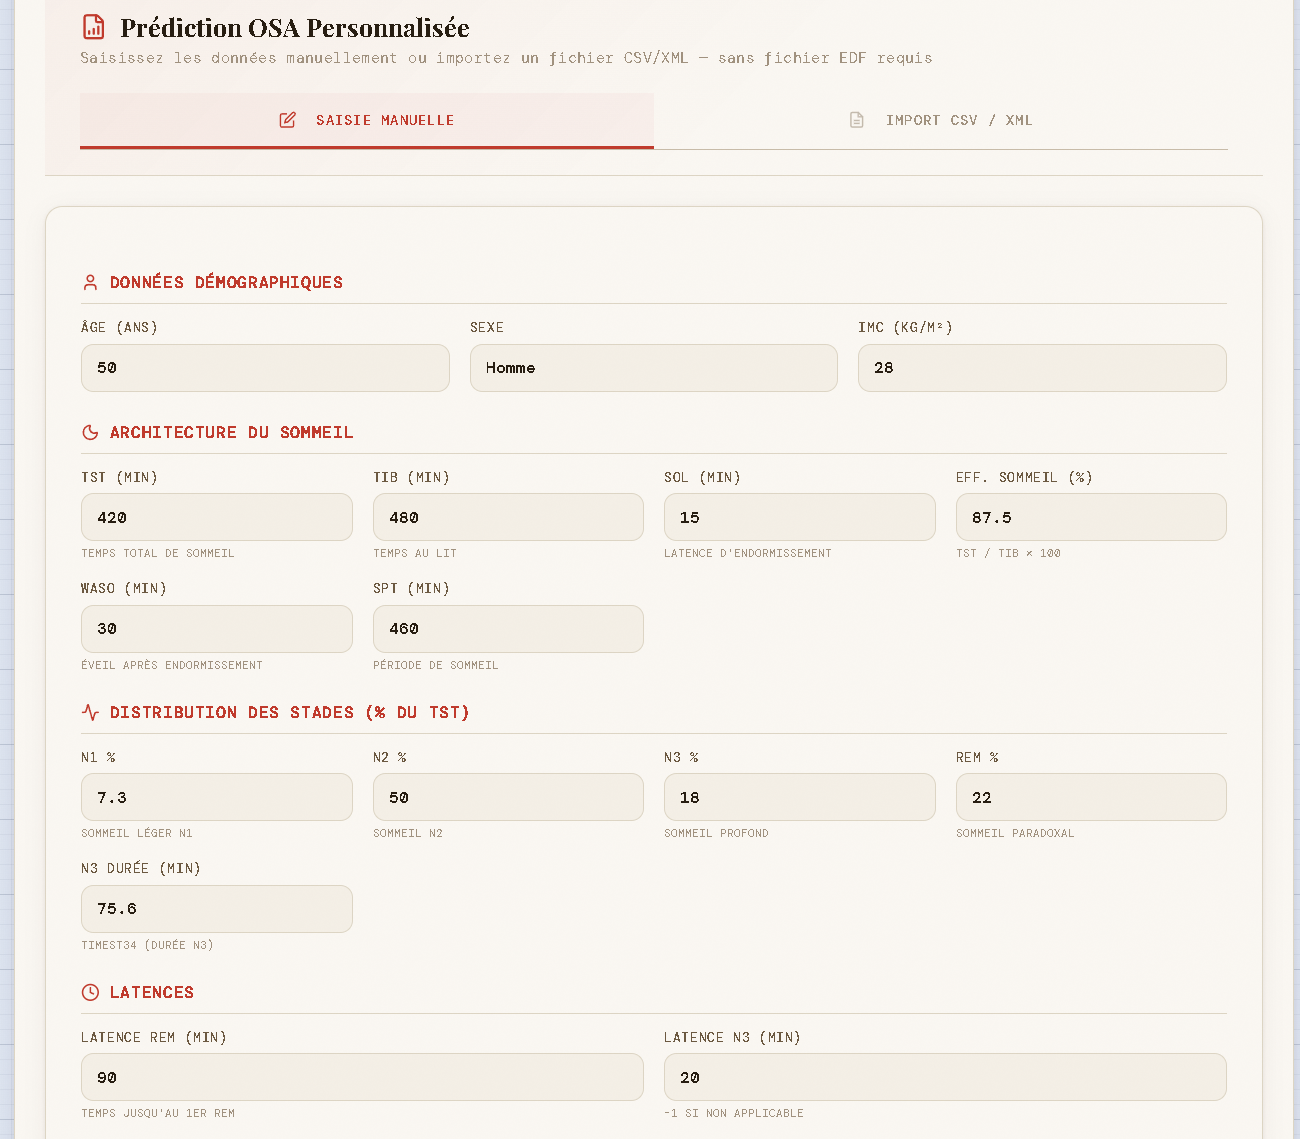 Prédiction OSA Personnalisée
Saisissez les données manuellement ou importez un fichier CSV/XML — sans fichier EDF requis
SAISIE MANUELLE
IMPORT CSV / XML
DONNÉES DÉMOGRAPHIQUES
ÂGE (ANS) SEXE IMC (KG/M²)
50 Homme 28
ARCHITECTURE DU SOMMEIL
TST (MIN) TIB (MIN) SOL (MIN) EFF. SOMMEIL (%)
420 480 15 87.5
TEMPS TOTAL DE SOMMEIL TEMPS AU LIT LATENCE D'ENDORMISSEMENT TST / TIB × 100
WASO (MIN) SPT (MIN)
30 460
ÉVEIL APRÈS ENDORMISSEMENT PÉRIODE DE SOMMEIL
DISTRIBUTION DES STADES (% DU TST)
N1 % N2 % N3 % REM %
7.3 50 18 22
SOMMEIL LÉGER N1 SOMMEIL N2 SOMMEIL PROFOND SOMMEIL PARADOXAL
N3 DURÉE (MIN)
75.6
TIMEST34 (DURÉE N3)
LATENCES
LATENCE REM (MIN) LATENCE N3 (MIN)
90 20
TEMPS JUSQU'AU 1ER REM -1 SI NON APPLICABLE